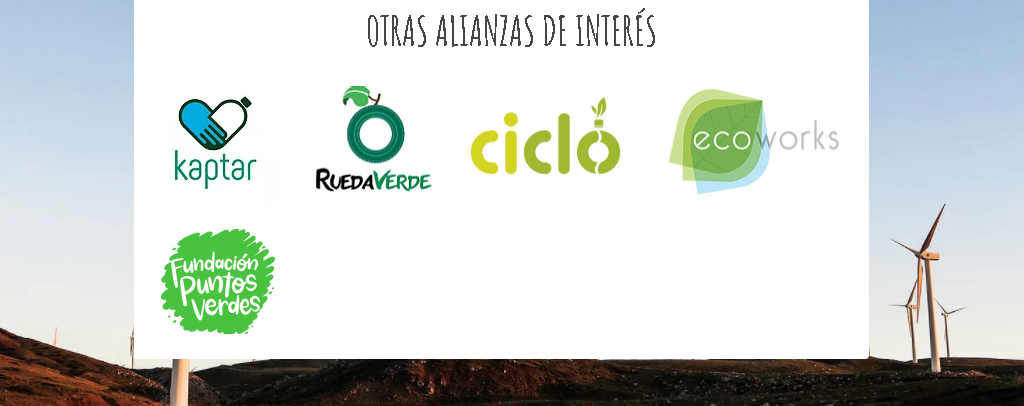 OTRAS ALIANZAS DE INTERÉS
kaptar
RUEDAVERDE
ciclo
ecoworks
Fundación
Puntos
Verdes